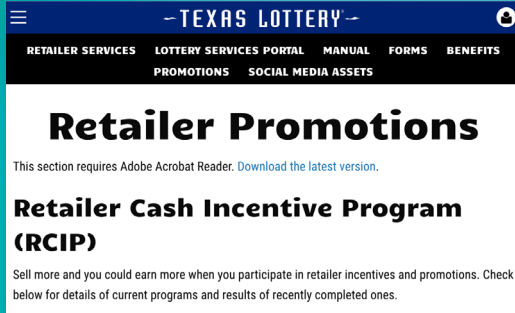 TEXAS LOTTERY
RETAILER SERVICES LOTTERY SERVICES PORTAL MANUAL FORMS BENEFITS
PROMOTIONS SOCIAL MEDIA ASSETS
Retailer Promotions
This section requires Adobe Acrobat Reader. Download the latest version.
Retailer Cash Incentive Program
(RCIP)
Sell more and you could earn more when you participate in retailer incentives and promotions. Check
below for details of current programs and results of recently completed ones.